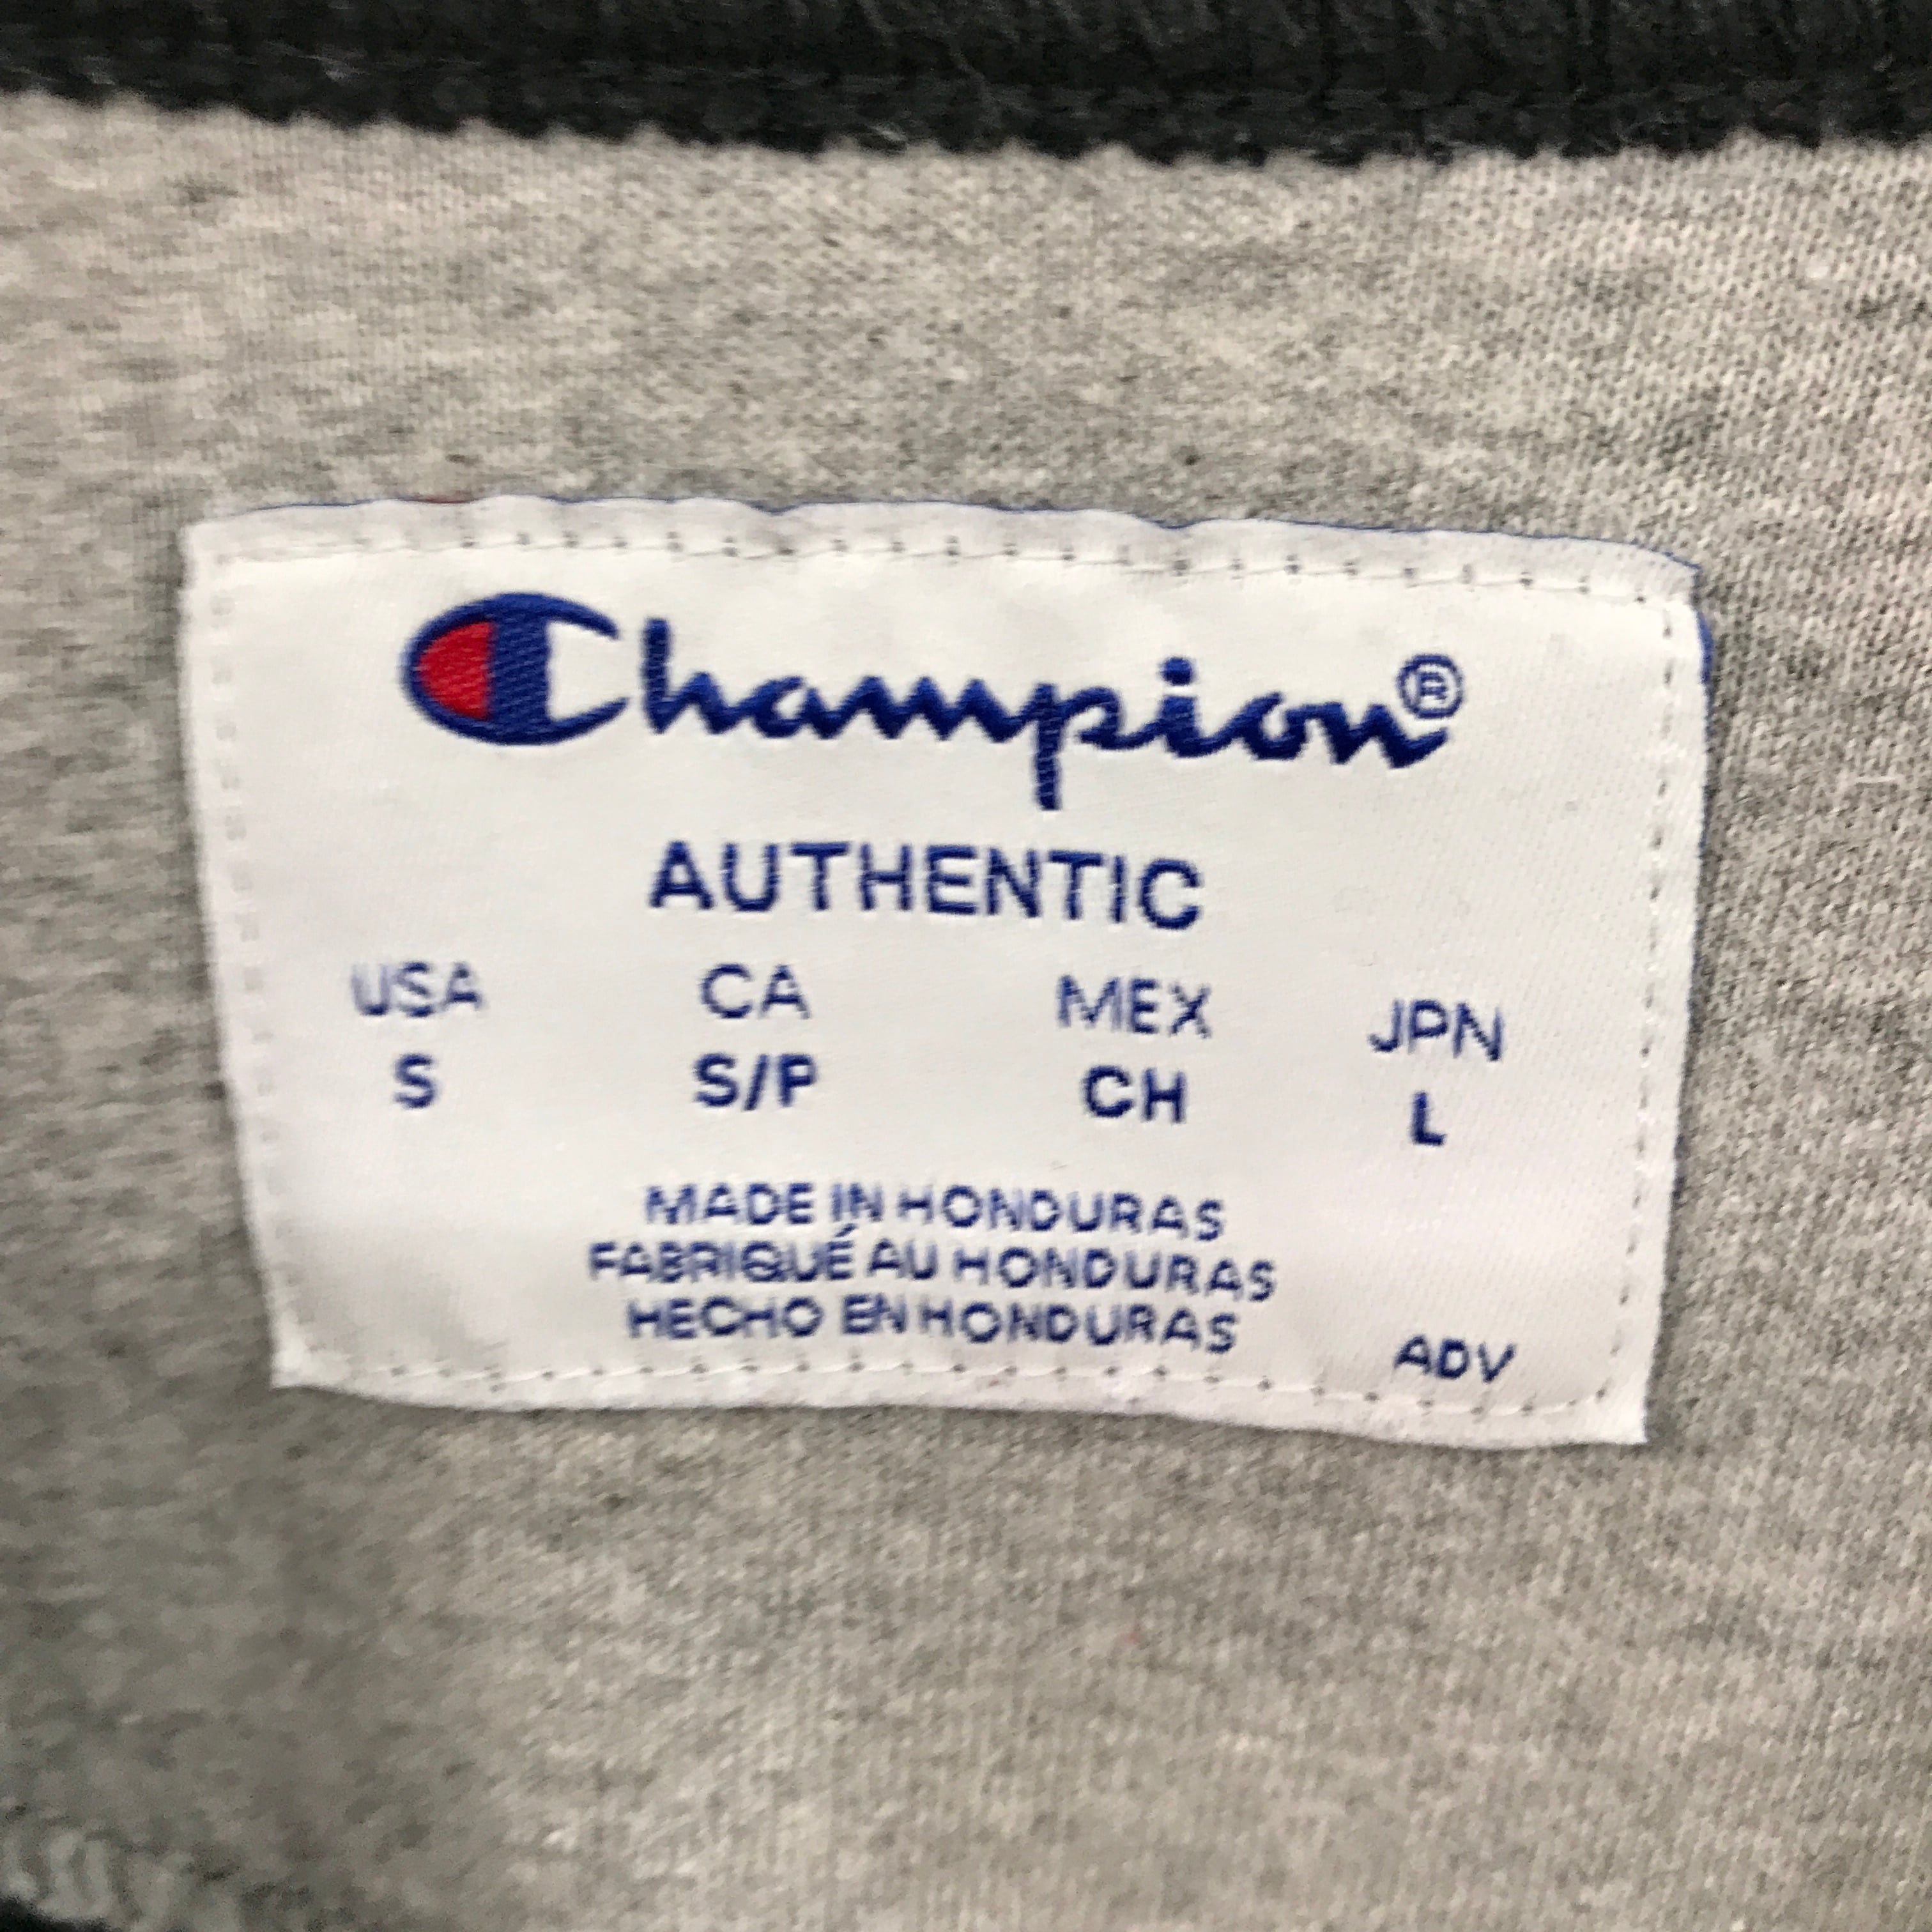 Champion®
AUTHENTIC
USA CA MEX JPN
S S/P CH L
MADE IN HONDURAS
FABRIQUÉ AU HONDURAS
HECHO EN HONDURAS
ADV